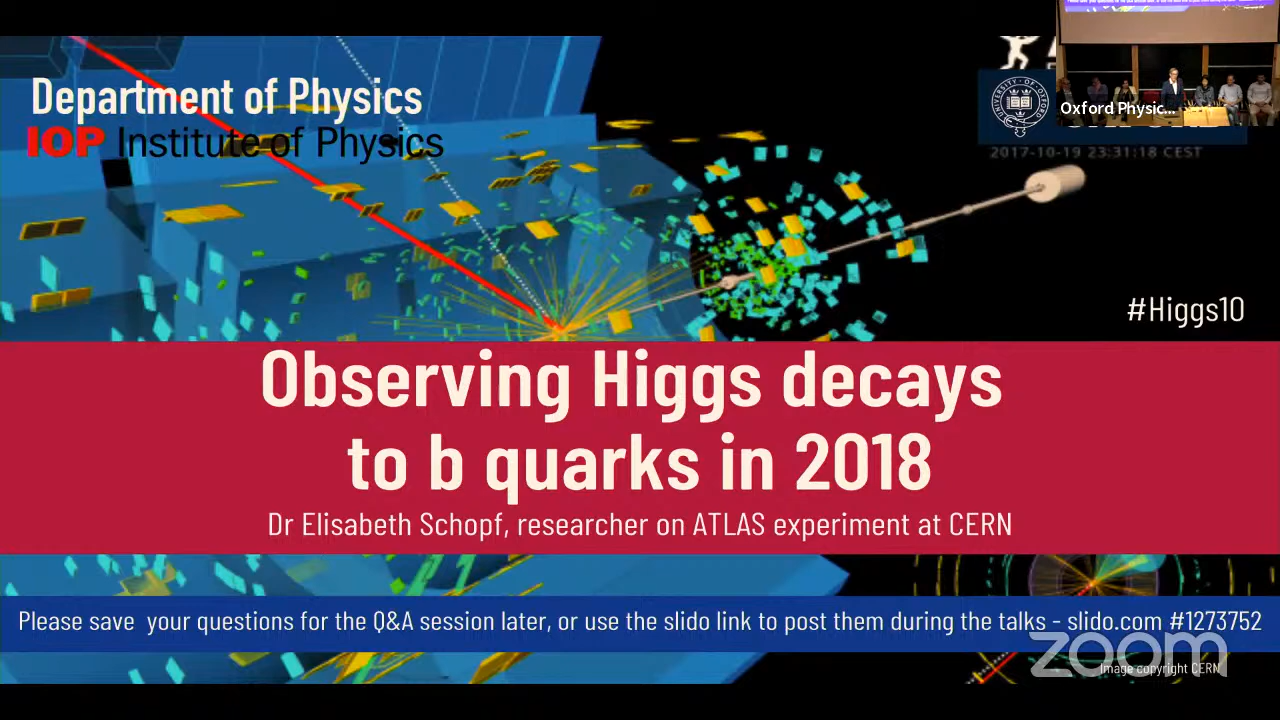 Department of Physics
IOP Institute of Physics
UNIVERSITY OF OXFORD
Oxford Physic...
2017-10-19 23:31:18 CEST
#Higgs10
Observing Higgs decays
to b quarks in 2018
Dr Elisabeth Schopf, researcher on ATLAS experiment at CERN
Please save your questions for the Q&A session later, or use the slido link to post them during the talks - slido.com #1273752
zoom
Image copyright CERN